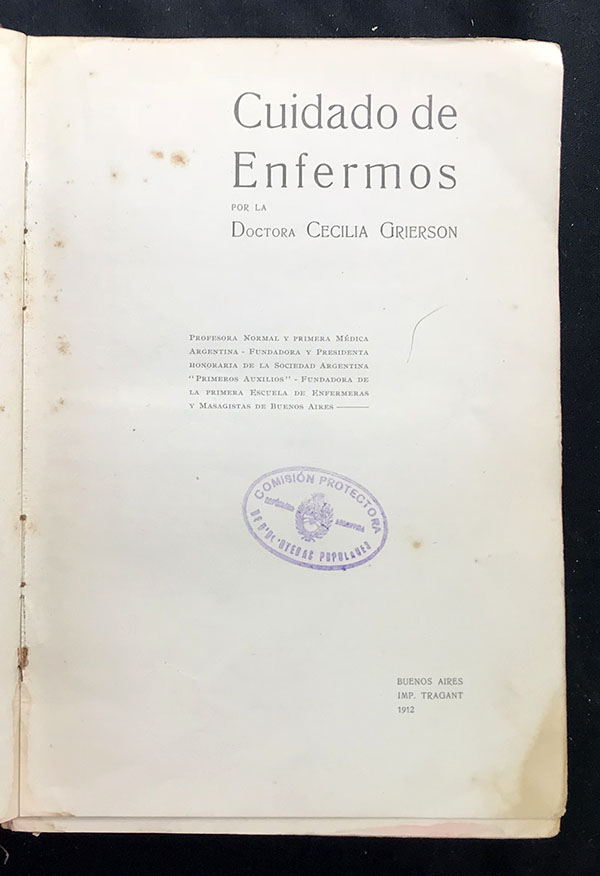 Cuidado de
Enfermos
POR LA
DOCTORA CECILIA GRIERSON
PROFESORA NORMAL Y PRIMERA MÉDICA
ARGENTINA - FUNDADORA Y PRESIDENTA
HONORARIA DE LA SOCIEDAD ARGENTINA
"PRIMEROS AUXILIOS" - FUNDADORA DE
LA PRIMERA ESCUELA DE ENFERMERAS
Y MASAGISTAS DE BUENOS AIRES
COMISIÓN PROTECTORA
REPÚBLICA ARGENTINA
DE POPULARES
BUENOS AIRES
IMP. TRAGANT
1912